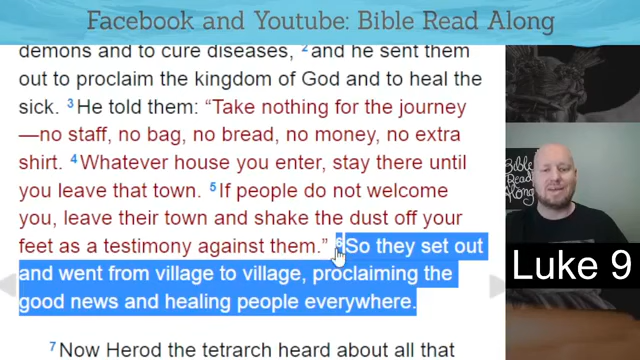 Facebook and Youtube: Bible Read Along
demons and to cure diseases, 2 and he sent them
out to proclaim the kingdom of God and to heal the
sick. 3 He told them: “Take nothing for the journey
—no staff, no bag, no bread, no money, no extra
shirt. 4 Whatever house you enter, stay there until
you leave that town. 5 If people do not welcome
you, leave their town and shake the dust off your
feet as a testimony against them.” 6 So they set out
and went from village to village, proclaiming the
good news and healing people everywhere.
7 Now Herod the tetrarch heard about all that
Bible
Read
Along
Luke 9